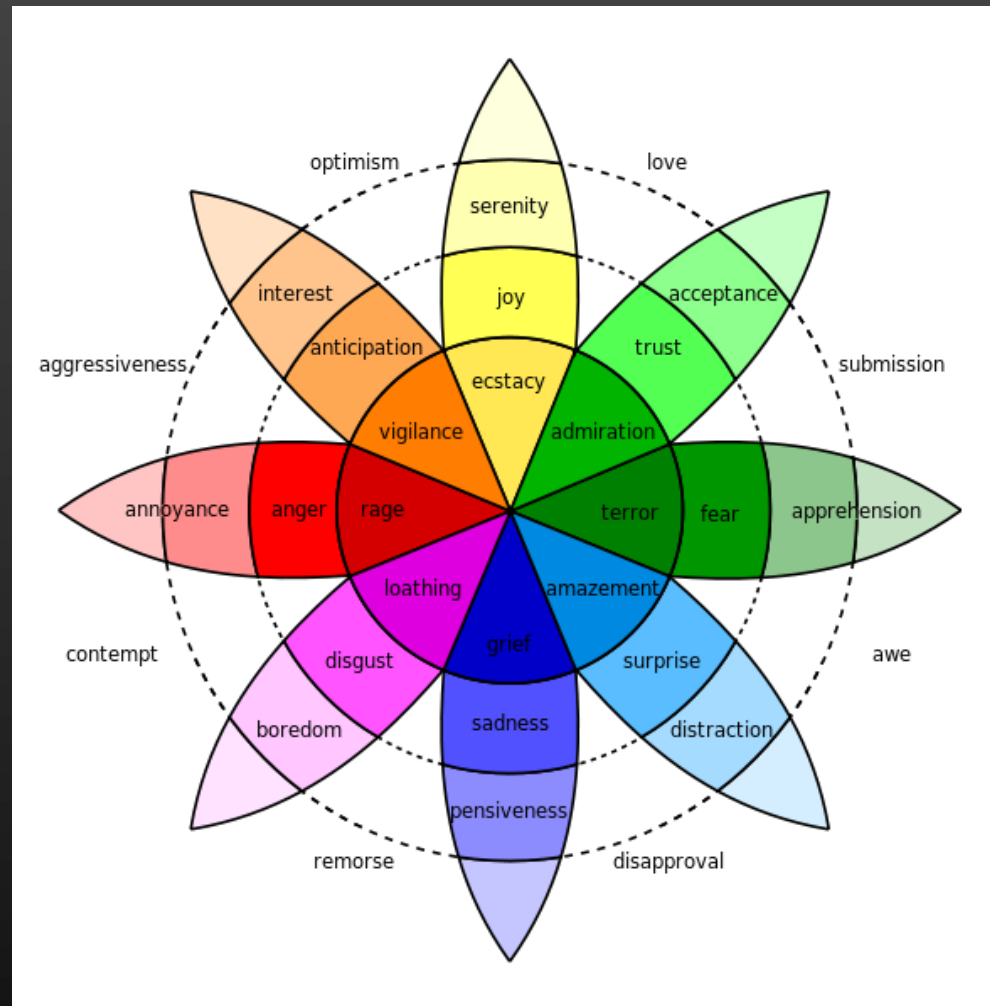 optimism
love
serenity
interest
joy
acceptance
anticipation
trust
aggressiveness
ecstacy
submission
vigilance
admiration
annoyance
anger
rage
terror
fear
apprehension
loathing
amazement
grief
contempt
disgust
surprise
awe
boredom
sadness
distraction
pensiveness
remorse
disapproval